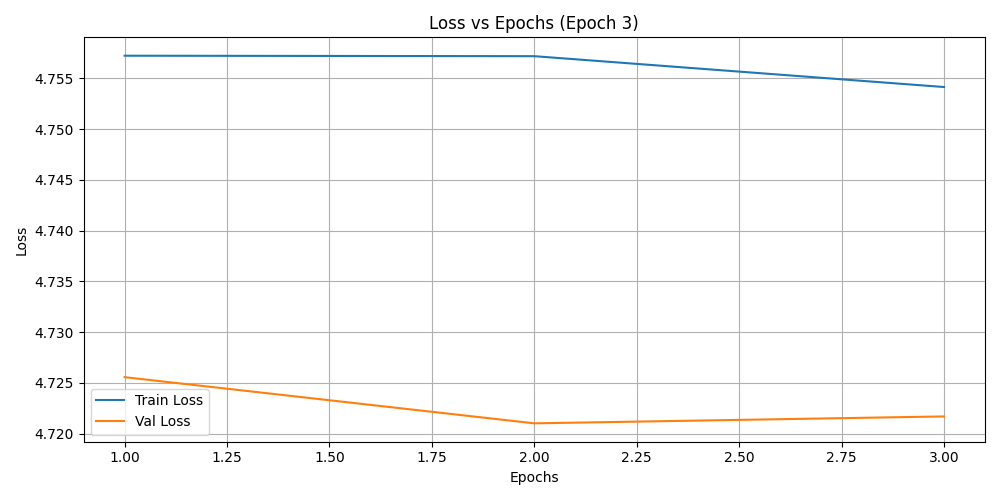 Loss vs Epochs (Epoch 3)
4.755
4.750
4.745
4.740
4.735
4.730
4.725
4.720
Loss
Train Loss
Val Loss
1.00 1.25 1.50 1.75 2.00 2.25 2.50 2.75 3.00
Epochs